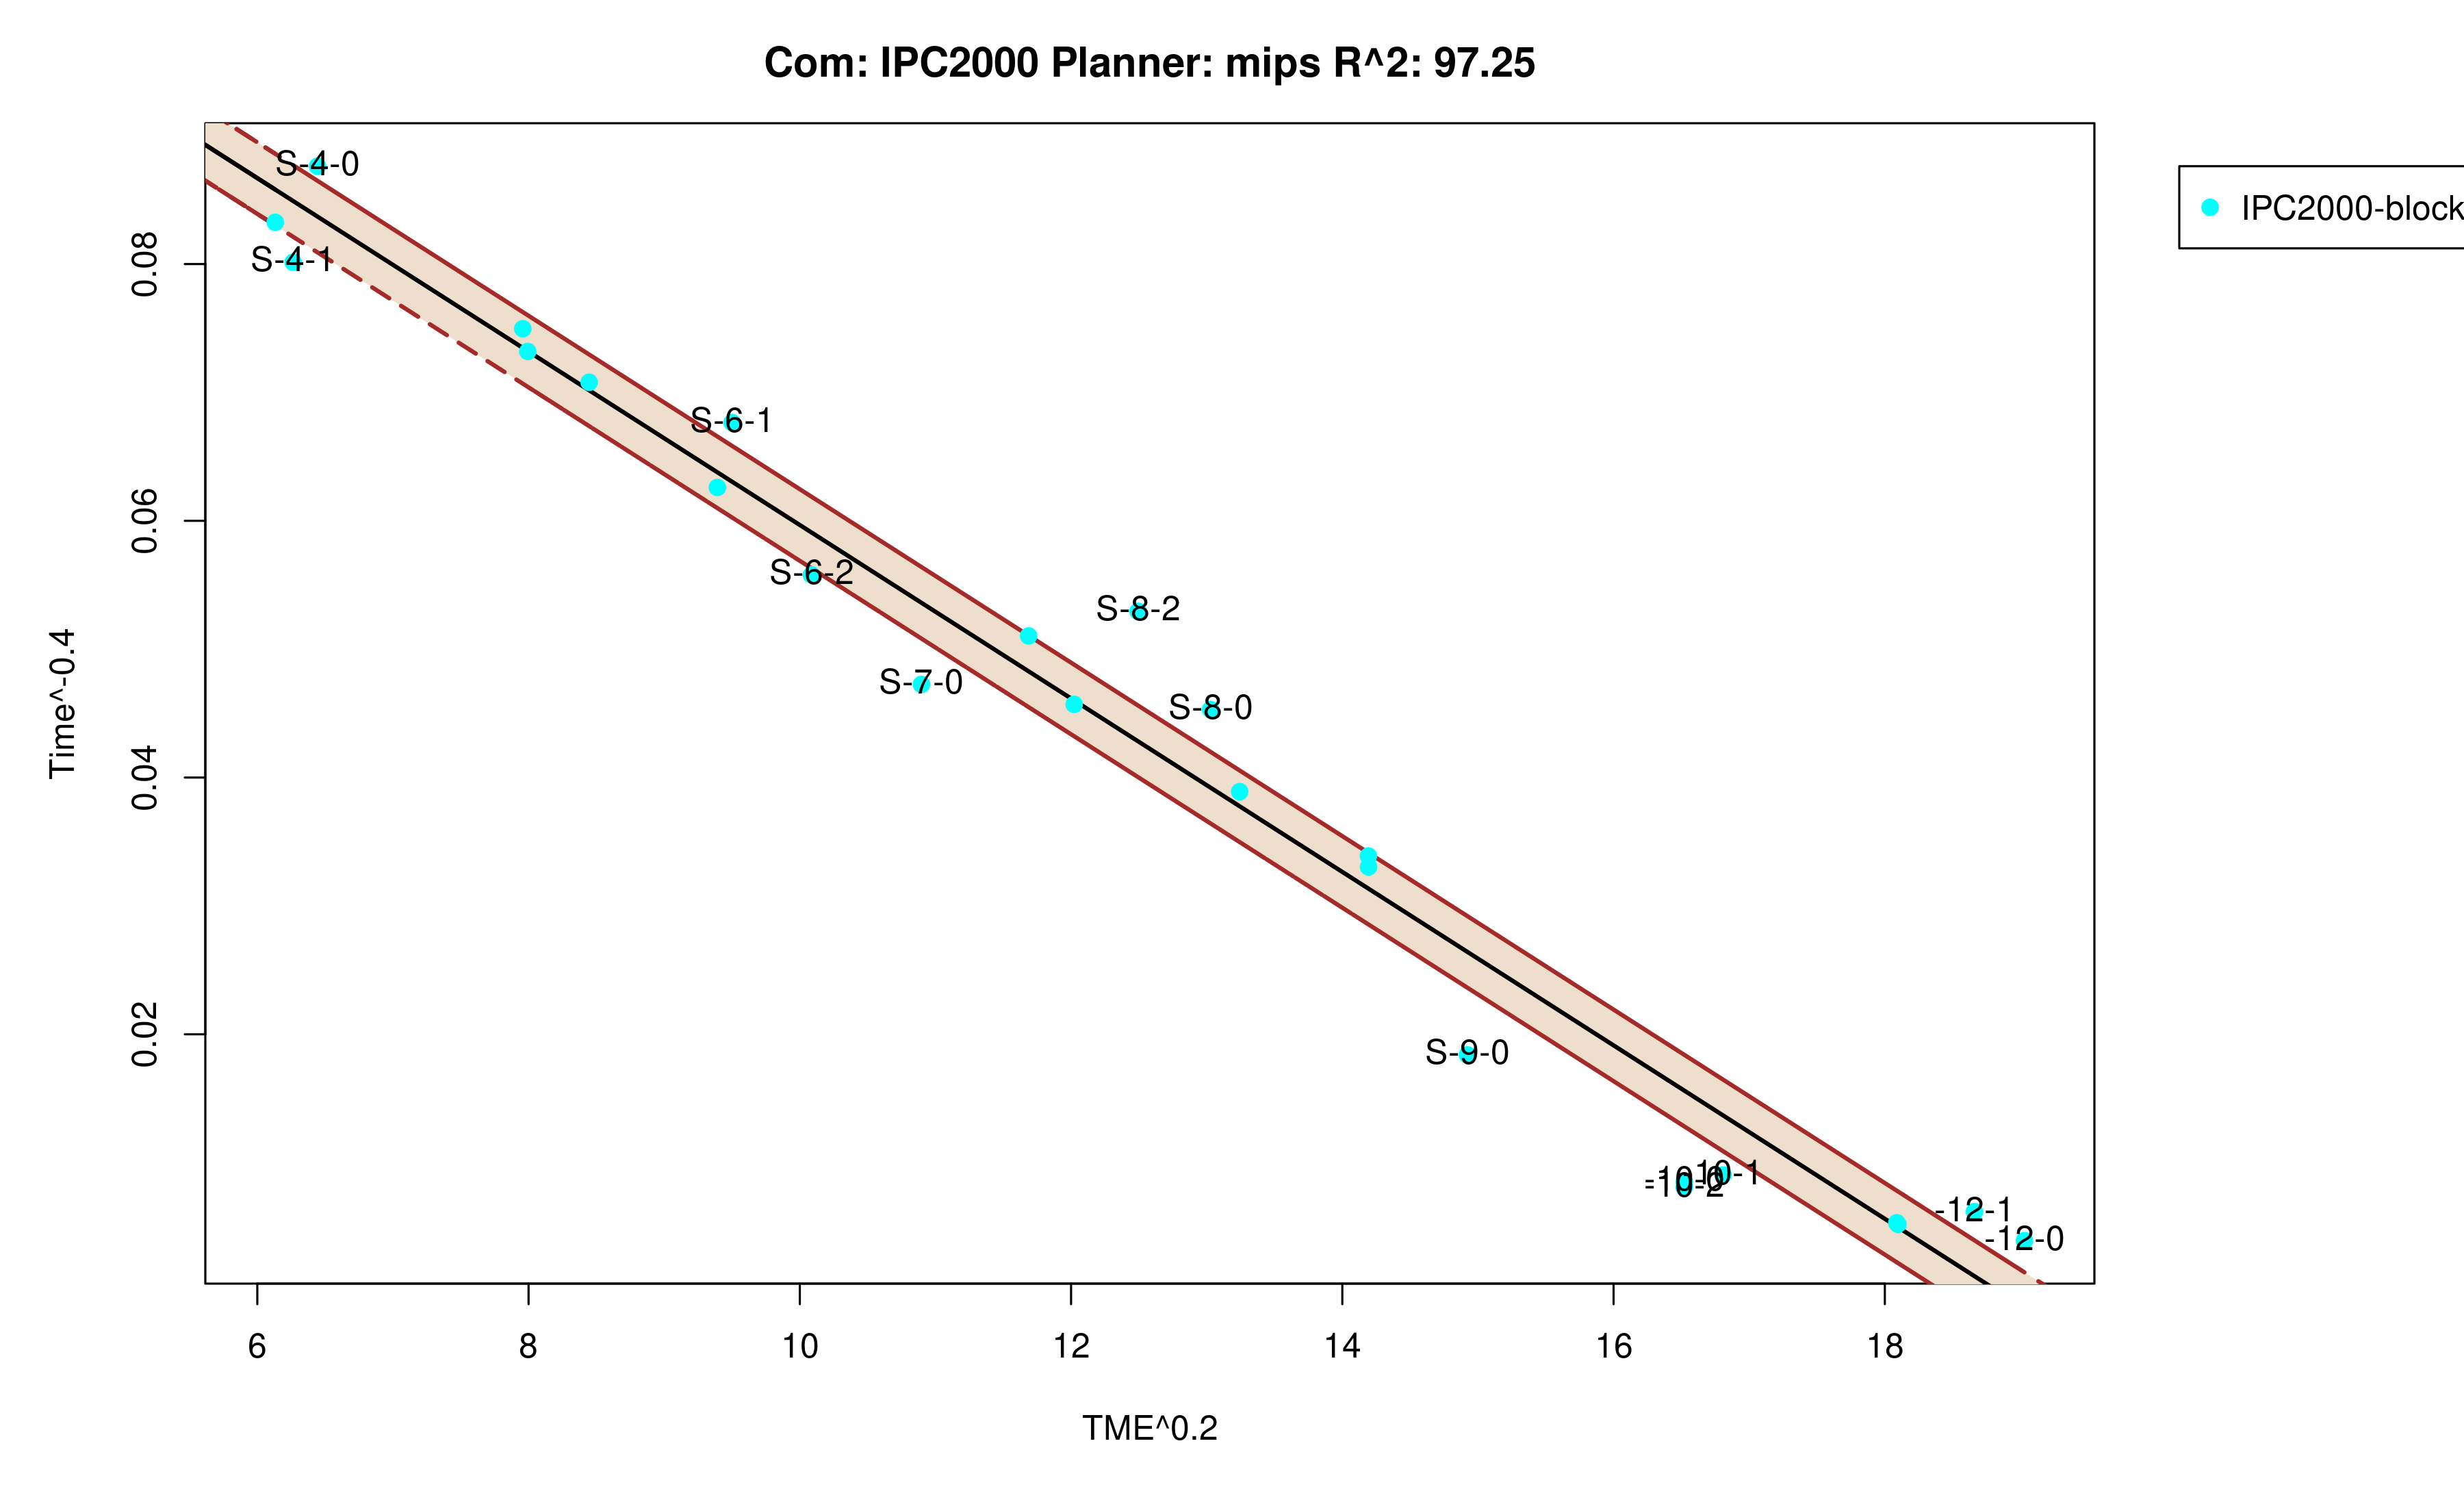 Com: IPC2000 Planner: mips R^2: 97.25
IPC2000-block
S-4-0
S-4-1
S-6-1
S-6-2
S-8-2
S-7-0
S-8-0
S-9-0
-10-1
-10-2
-12-1
-12-0
0.08
0.06
0.04
0.02
Time^-0.4
6 8 10 12 14 16 18
TME^0.2